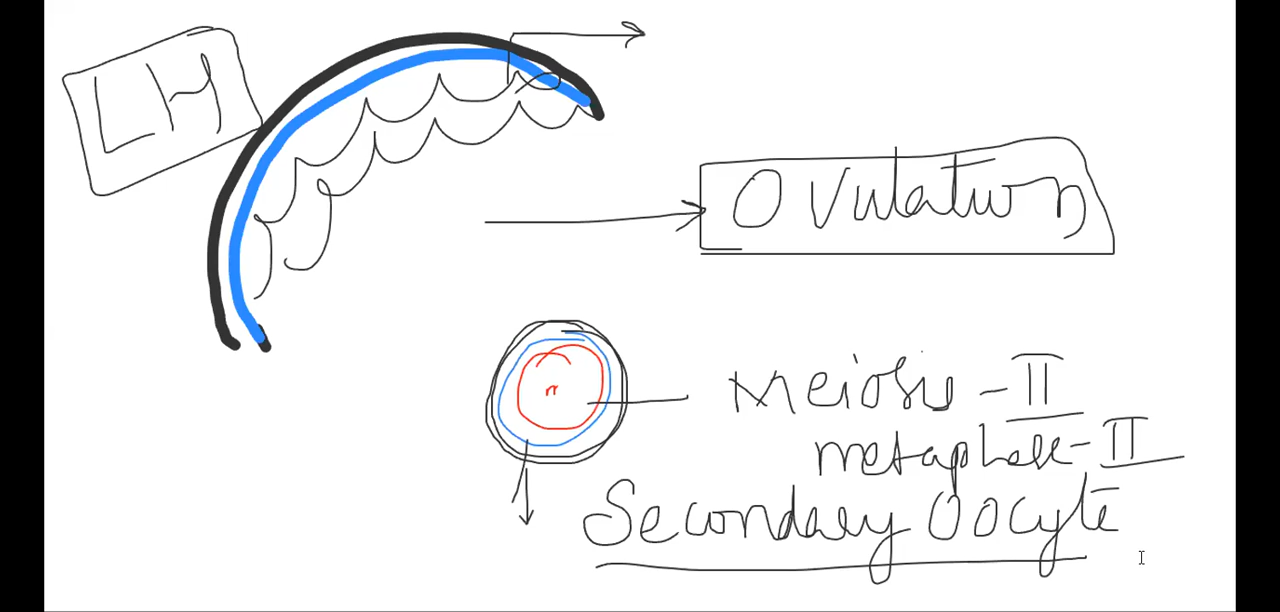 LH
Ovulation
n
Meiosis - II
metaphase - II
Secondary Oocyte